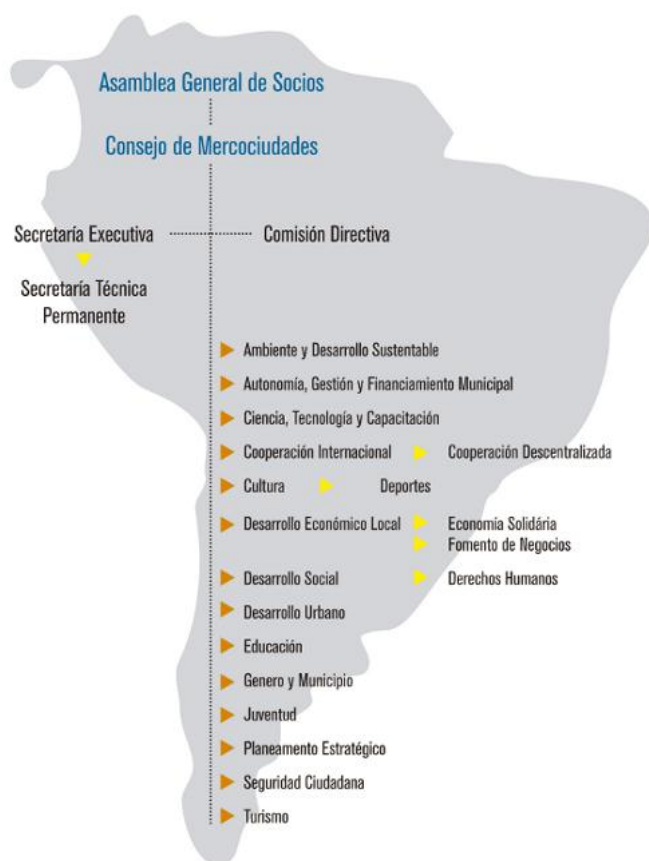 Asamblea General de Socios
Consejo de Mercociudades
Secretaría Executiva
Comisión Directiva
Secretaría Técnica
Permanente
Ambiente y Desarrollo Sustentable
Autonomía, Gestión y Financiamiento Municipal
Ciencia, Tecnología y Capacitación
Cooperación Internacional
Cooperación Descentralizada
Cultura
Deportes
Desarrollo Económico Local
Economía Solidária
Fomento de Negocios
Desarrollo Social
Derechos Humanos
Desarrollo Urbano
Educación
Genero y Municipio
Juventud
Planeamento Estratégico
Seguridad Ciudadana
Turismo